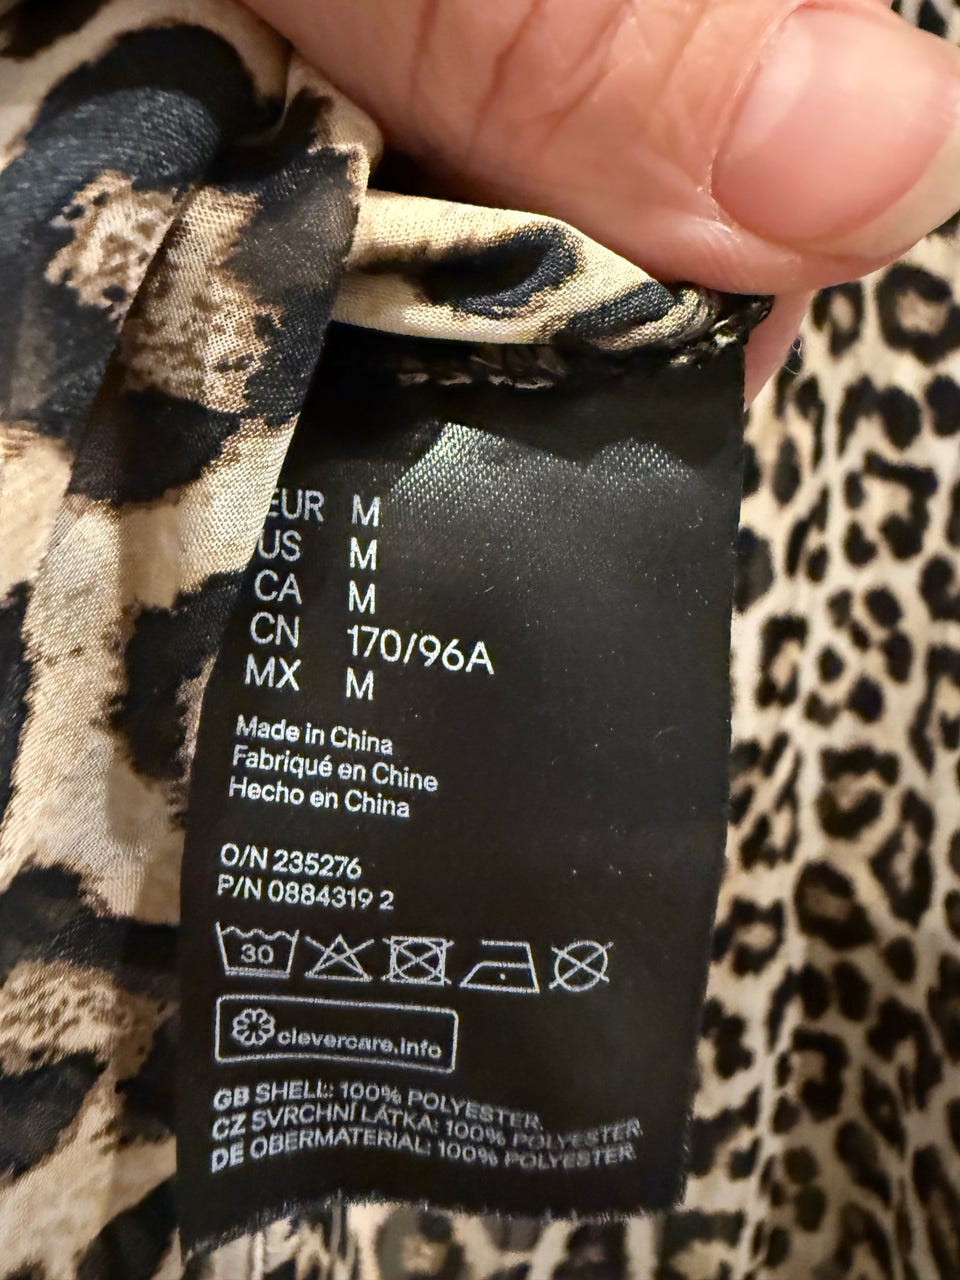 EUR M
US M
CA M
CN 170/96A
MX M
Made in China
Fabriqué en Chine
Hecho en China
O/N 235276
P/N 0884319 2
30
clevercare.info
GB SHELL: 100% POLYESTER
CZ SVRCHNÍ LÁTKA: 100% POLYESTER
DE OBERMATERIAL: 100% POLYESTER